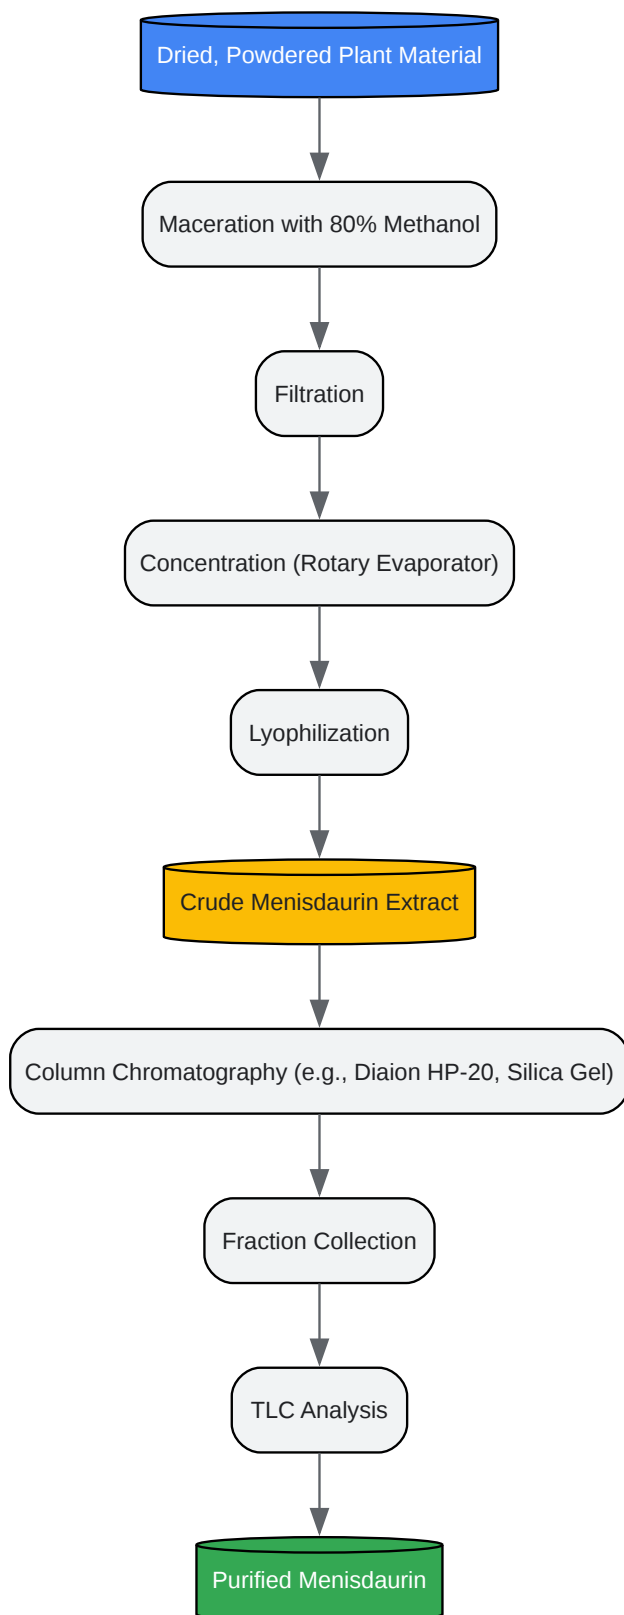 Dried, Powdered Plant Material
Maceration with 80% Methanol
Filtration
Concentration (Rotary Evaporator)
Lyophilization
Crude Menisdaurin Extract
Column Chromatography (e.g., Diaion HP-20, Silica Gel)
Fraction Collection
TLC Analysis
Purified Menisdaurin